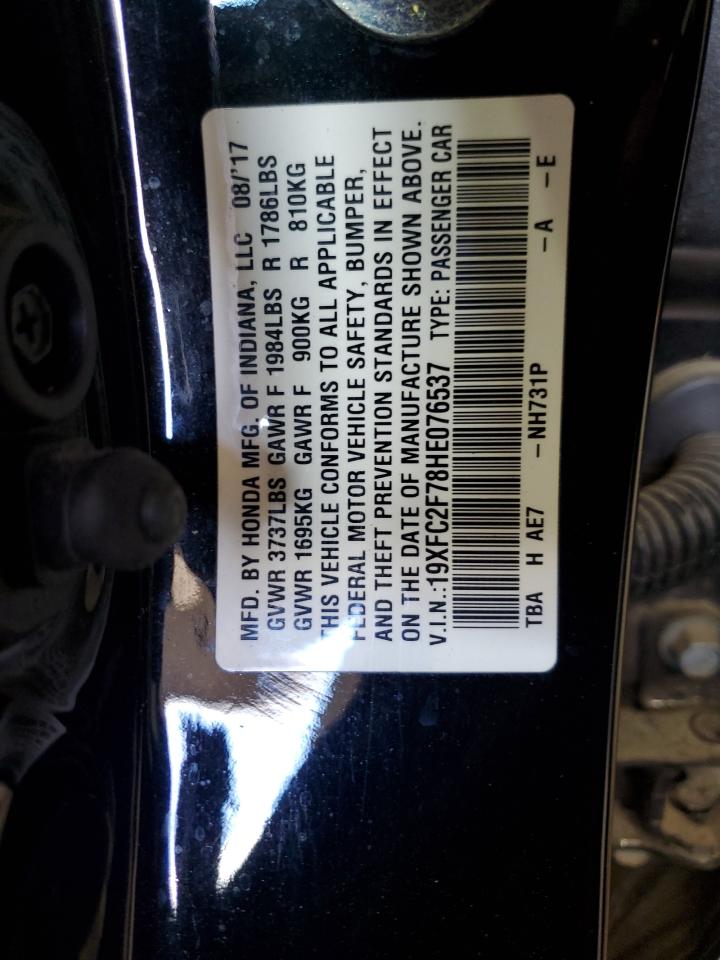 MFD. BY HONDA MFG. OF INDIANA, LLC 08/'17
GVWR 3737LBS GAWR F 1984LBS R 1786LBS
GVWR 1695KG GAWR F 900KG R 810KG
THIS VEHICLE CONFORMS TO ALL APPLICABLE
FEDERAL MOTOR VEHICLE SAFETY, BUMPER,
AND THEFT PREVENTION STANDARDS IN EFFECT
ON THE DATE OF MANUFACTURE SHOWN ABOVE.
V.I.N.:19XFC2F78HE076537 TYPE: PASSENGER CAR
TBA H AE7 -NH731P -A -E